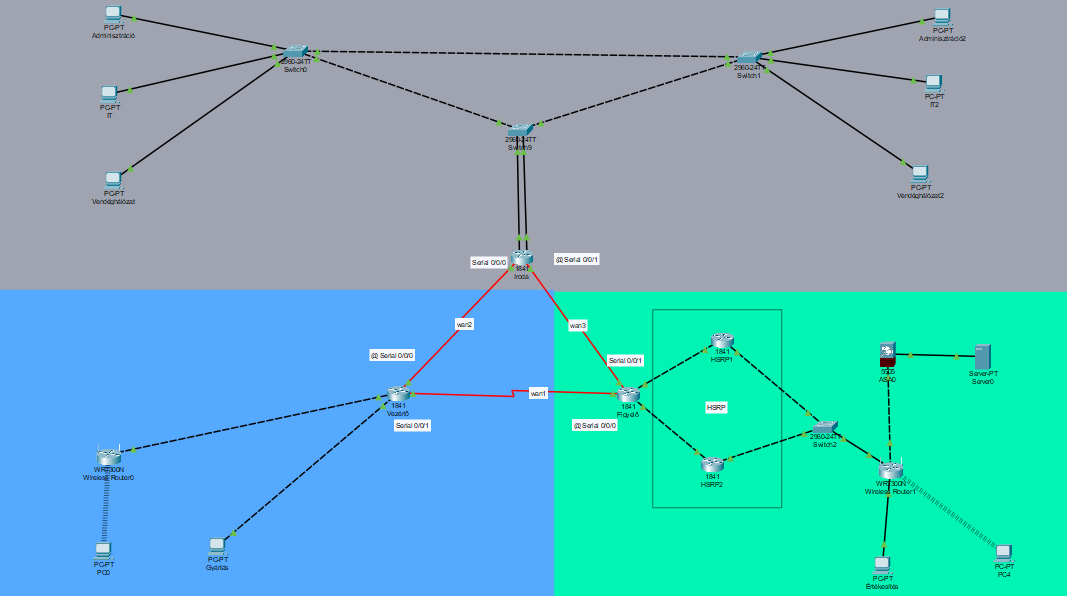 PC-PT
Adminisztráció
PC-PT
Adminisztráció2
2960-24TT
Switch0
2960-24TT
Switch1
PC-PT
IT
PC-PT
IT2
2960-24TT
Switch9
PC-PT
Vendéghálózat
PC-PT
Vendéghálózat2
Serial 0/0/0
1841
Iroda
@ Serial 0/0/1
wan2
wan3
@ Serial 0/0/0
Serial 0/0/1
1841
HSRP1
5505
ASA0
Server-PT
Server0
wan1
1841
Vezérlő
1841
Figyelő
HSRP
Serial 0/0/1
@ Serial 0/0/0
2960-24TT
Switch2
WRT300N
Wireless Router0
1841
HSRP2
WRT300N
Wireless Router1
PC-PT
PC0
PC-PT
Gyártás
PC-PT
Értékesítés
PC-PT
PC4